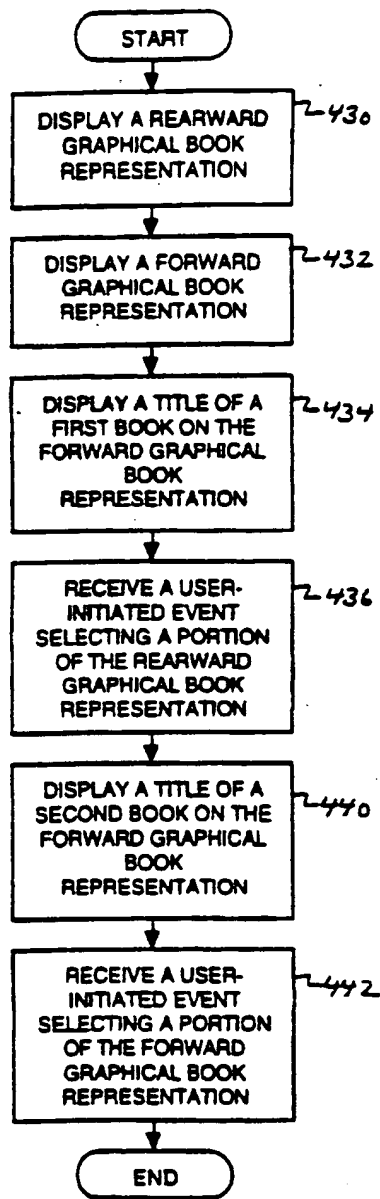 START
DISPLAY A REARWARD
GRAPHICAL BOOK
REPRESENTATION
430
DISPLAY A FORWARD
GRAPHICAL BOOK
REPRESENTATION
432
DISPLAY A TITLE OF A
FIRST BOOK ON THE
FORWARD GRAPHICAL
BOOK
REPRESENTATION
434
RECEIVE A USER-
INITIATED EVENT
SELECTING A PORTION
OF THE REARWARD
GRAPHICAL BOOK
REPRESENTATION
436
DISPLAY A TITLE OF A
SECOND BOOK ON THE
FORWARD GRAPHICAL
BOOK
REPRESENTATION
440
RECEIVE A USER-
INITIATED EVENT
SELECTING A PORTION
OF THE FORWARD
GRAPHICAL BOOK
REPRESENTATION
442
END